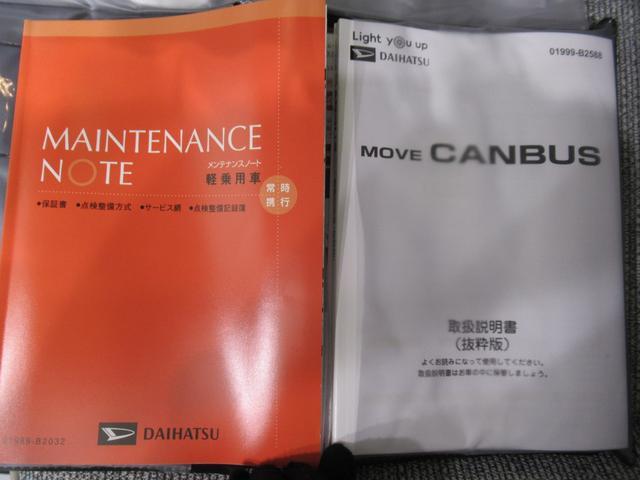 MAINTENANCE
NOTE
メンテナンスノート
軽乗用車
常時
携行
●保証書 ●点検整備方式 ●サービス網 ●点検整備記録簿
01989-B2032
DAIHATSU
Light you up
DAIHATSU
01999-B2588
MOVE CANBUS
取扱説明書
(抜粋版)
よくお読みになって使用してください。
取扱説明書はお車の中に保管しましょう。